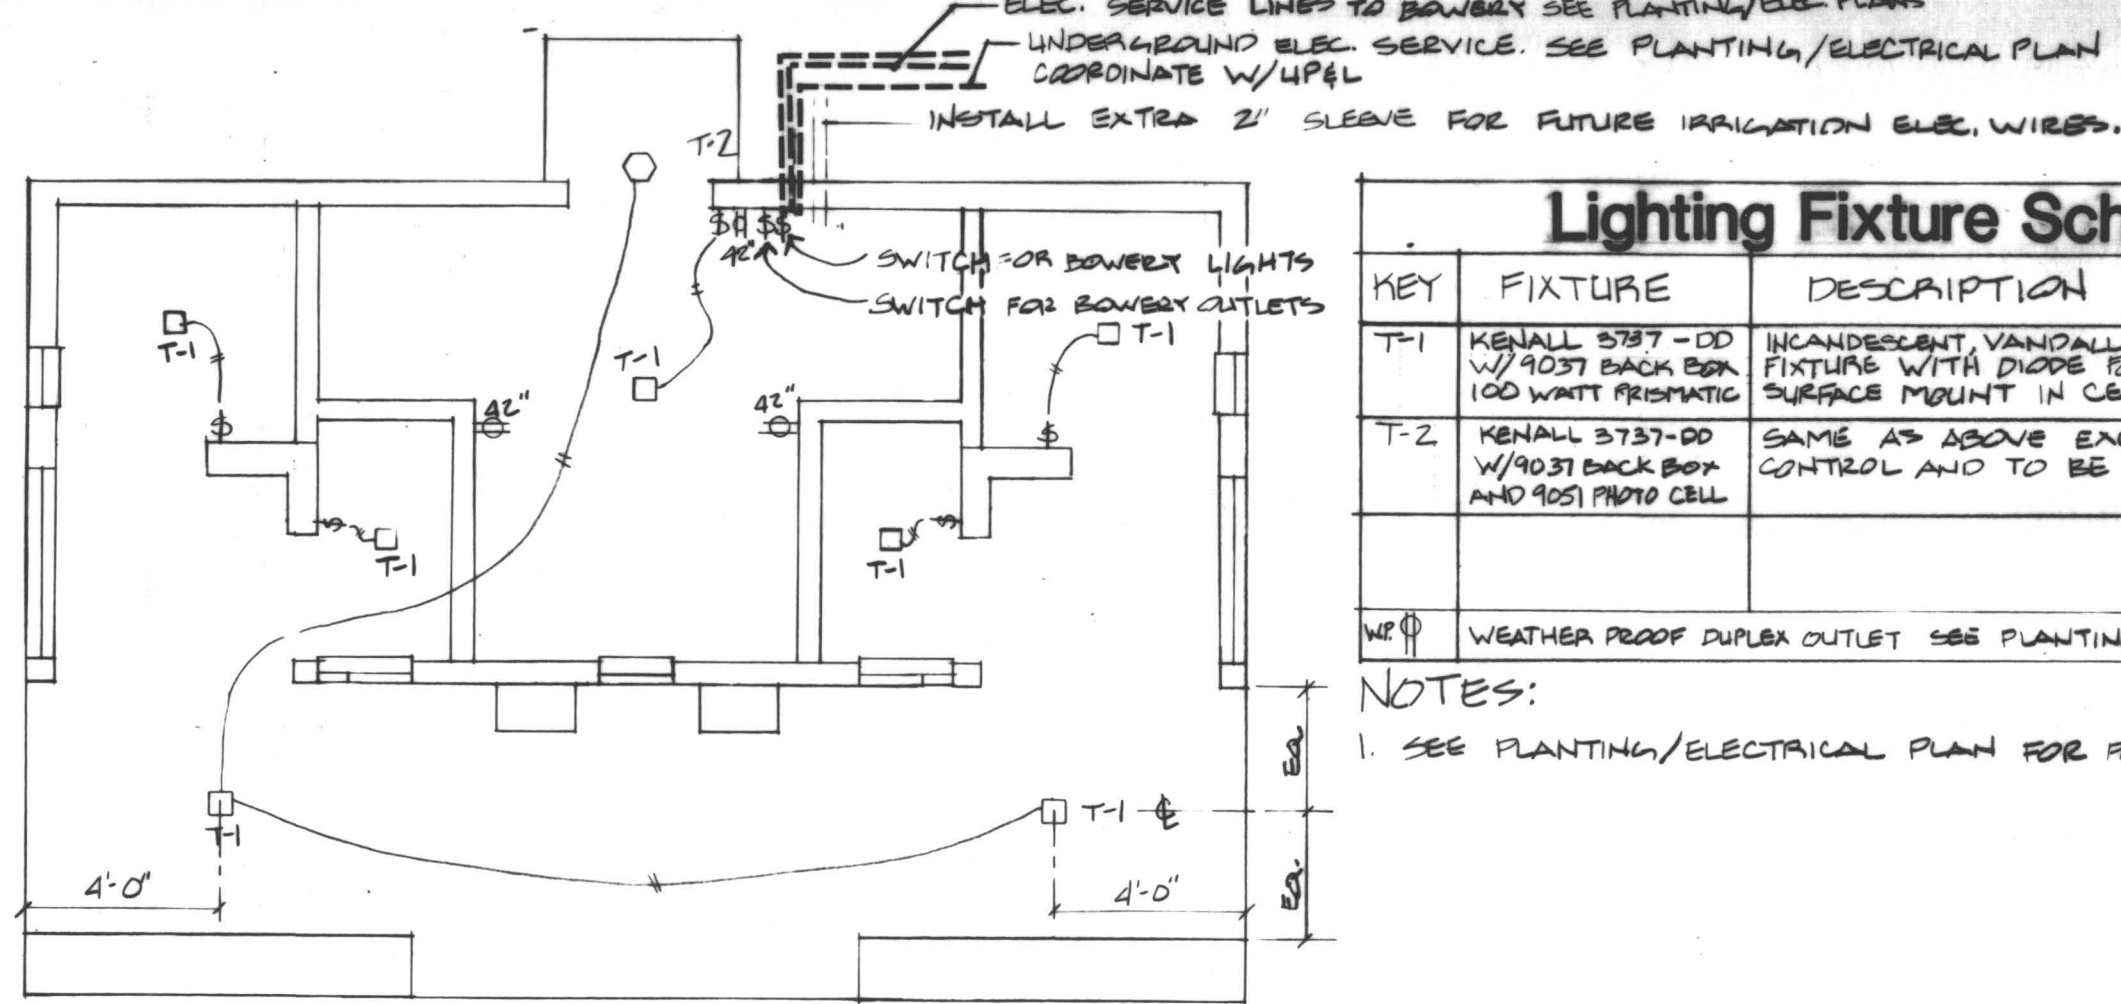 ELEC. SERVICE LINES TO BOWERY SEE PLANTING/ELEC. PLANS
UNDERGROUND ELEC. SERVICE. SEE PLANTING/ELECTRICAL PLAN
COORDINATE W/UP&L
INSTALL EXTRA 2" SLEEVE FOR FUTURE IRRIGATION ELEC. WIRES.
T-2
$ $$
42"
SWITCH FOR BOWERY LIGHTS
SWITCH FOR BOWERY OUTLETS
T-1
T-1
T-1
$
42"
42"
$
$
T-1
$
T-1
T-1
T-1 ℄
4'-0"
4'-0"
EQ.
EQ.
Lighting Fixture Sch
KEY
FIXTURE
DESCRIPTION
T-1
KENALL 3737-DD
W/9037 BACK BOX
100 WATT PRISMATIC
INCANDESCENT, VANDALL
FIXTURE WITH DIODE
SURFACE MOUNT IN CE
T-2
KENALL 3737-DD
W/9037 BACK BOX
AND 9051 PHOTO CELL
SAME AS ABOVE EX
CONTROL AND TO BE
W.P.
WEATHER PROOF DUPLEX OUTLET SEE PLANTIN
NOTES:
1. SEE PLANTING/ELECTRICAL PLAN FOR